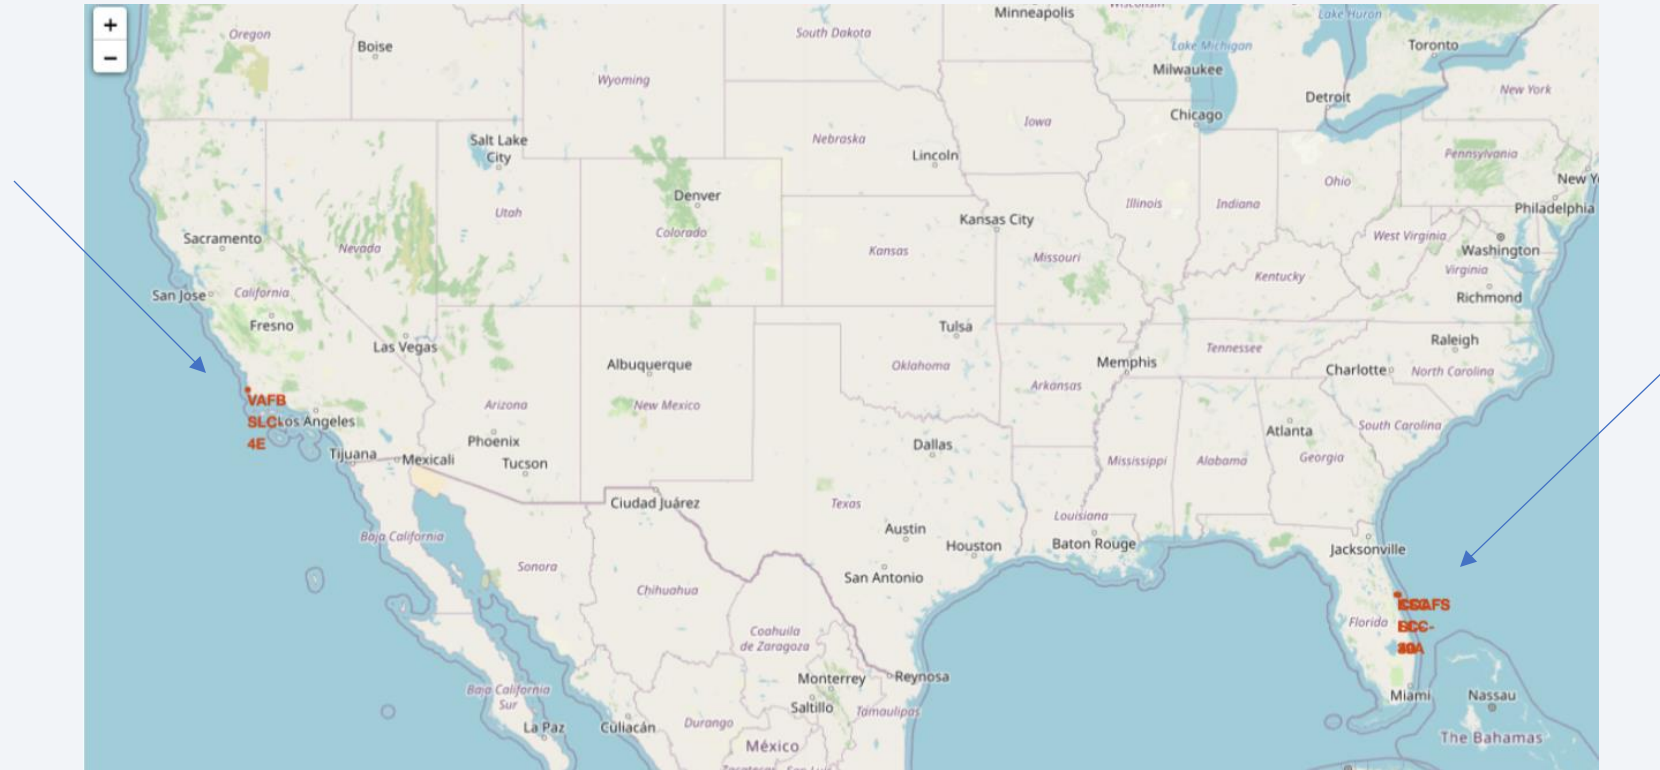 +
−
Oregon
Boise
South Dakota
Minneapolis
Lake Huron
Lake Michigan
Toronto
Milwaukee
Wyoming
Detroit
New York
Chicago
Iowa
Salt Lake
City
Nebraska
Lincoln
Pennsylvania
Ohio
New Y
Denver
Illinois
Indiana
Philadelphia
Utah
Kansas City
Sacramento
Nevada
Colorado
Kansas
Missouri
West Virginia
Washington
Kentucky
Virginia
San Jose
California
Richmond
Fresno
Las Vegas
Tulsa
Raleigh
Tennessee
Albuquerque
Oklahoma
Memphis
Charlotte
North Carolina
Arkansas
VAFB
SLC-
4E
Los Angeles
Arizona
New Mexico
Phoenix
Dallas
Atlanta
South Carolina
Tijuana
Mexicali
Tucson
Mississippi
Alabama
Georgia
Ciudad Juárez
Texas
Louisiana
Austin
Baja California
Houston
Baton Rouge
Jacksonville
Sonora
San Antonio
Chihuahua
Florida
Coahuila
de Zaragoza
Monterrey
Reynosa
Baja California
Sur
Miami
Nassau
Saltillo
Tamaulipas
La Paz
Culiacán
Durango
México
The Bahamas